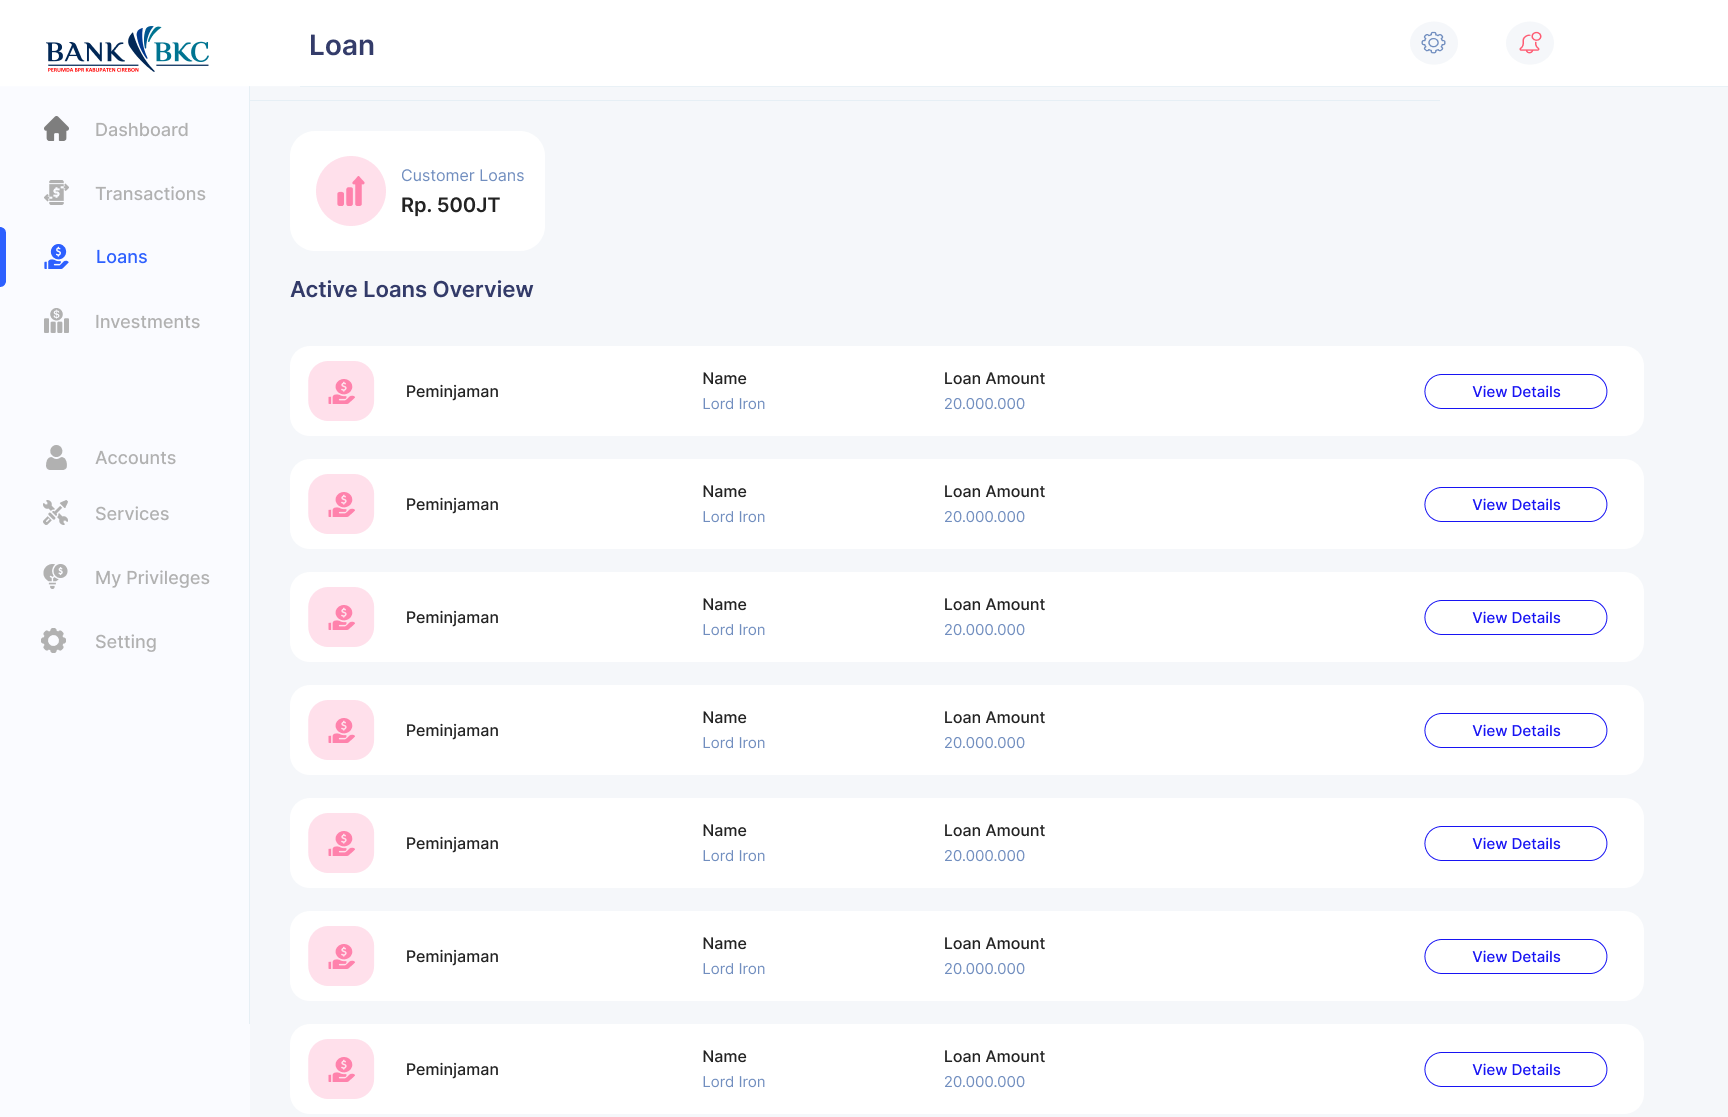 BANK BKC
PERUMDA BPR KABUPATEN CIREBON
Loan
Dashboard
Transactions
Loans
Investments
Accounts
Services
My Privileges
Setting
Customer Loans
Rp. 500JT
Active Loans Overview
Peminjaman
Name
Lord Iron
Loan Amount
20.000.000
View Details
Peminjaman
Name
Lord Iron
Loan Amount
20.000.000
View Details
Peminjaman
Name
Lord Iron
Loan Amount
20.000.000
View Details
Peminjaman
Name
Lord Iron
Loan Amount
20.000.000
View Details
Peminjaman
Name
Lord Iron
Loan Amount
20.000.000
View Details
Peminjaman
Name
Lord Iron
Loan Amount
20.000.000
View Details
Peminjaman
Name
Lord Iron
Loan Amount
20.000.000
View Details